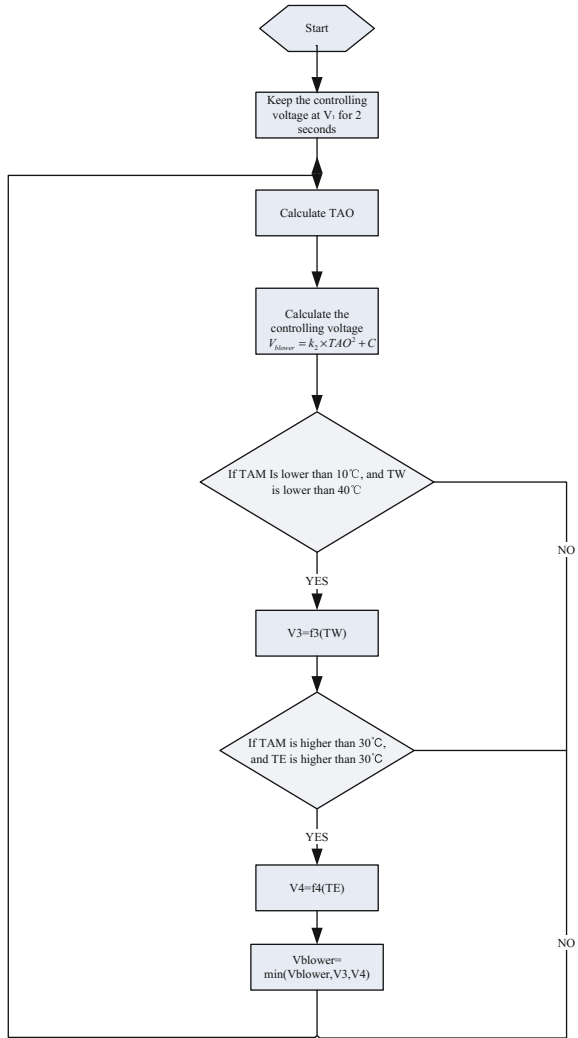 Start
Keep the controlling
voltage at V₁ for 2
seconds
Calculate TAO
Calculate the
controlling voltage
V_blower = k₂ × TAO² + C
If TAM Is lower than 10℃, and TW
is lower than 40℃
NO
YES
V3=f3(TW)
If TAM is higher than 30℃,
and TE is higher than 30℃
YES
V4=f4(TE)
NO
Vblower=
min(Vblower,V3,V4)